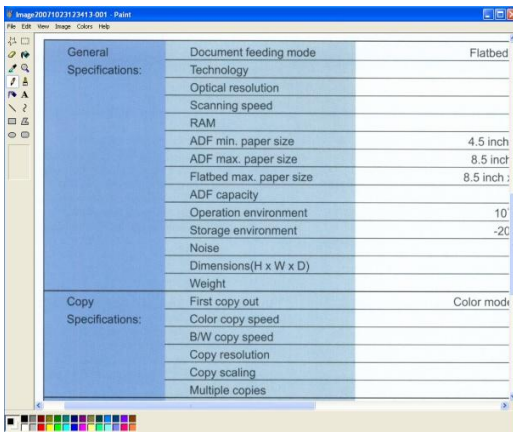 Image20071023123413-001 - Paint
File Edit View Image Colors Help
General Document feeding mode Flatbed
Specifications: Technology
Optical resolution
Scanning speed
RAM
ADF min. paper size 4.5 inch
ADF max. paper size 8.5 inch
Flatbed max. paper size 8.5 inch
ADF capacity
Operation environment 10
Storage environment -20
Noise
Dimensions(H x W x D)
Weight
Copy First copy out Color mode
Specifications: Color copy speed
B/W copy speed
Copy resolution
Copy scaling
Multiple copies